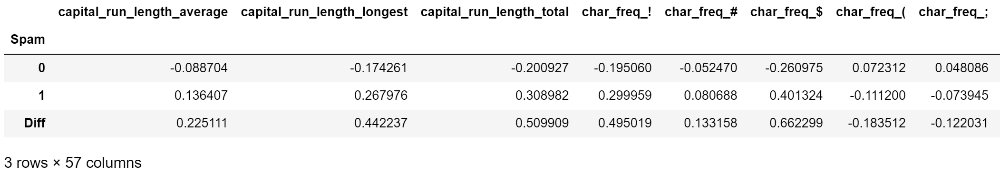 capital_run_length_average capital_run_length_longest capital_run_length_total char_freq_! char_freq_# char_freq_$ char_freq_( char_freq_;
Spam
0 -0.088704 -0.174261 -0.200927 -0.195060 -0.052470 -0.260975 0.072312 0.048086
1 0.136407 0.267976 0.308982 0.299959 0.080688 0.401324 -0.111200 -0.073945
Diff 0.225111 0.442237 0.509909 0.495019 0.133158 0.662299 -0.183512 -0.122031
3 rows × 57 columns